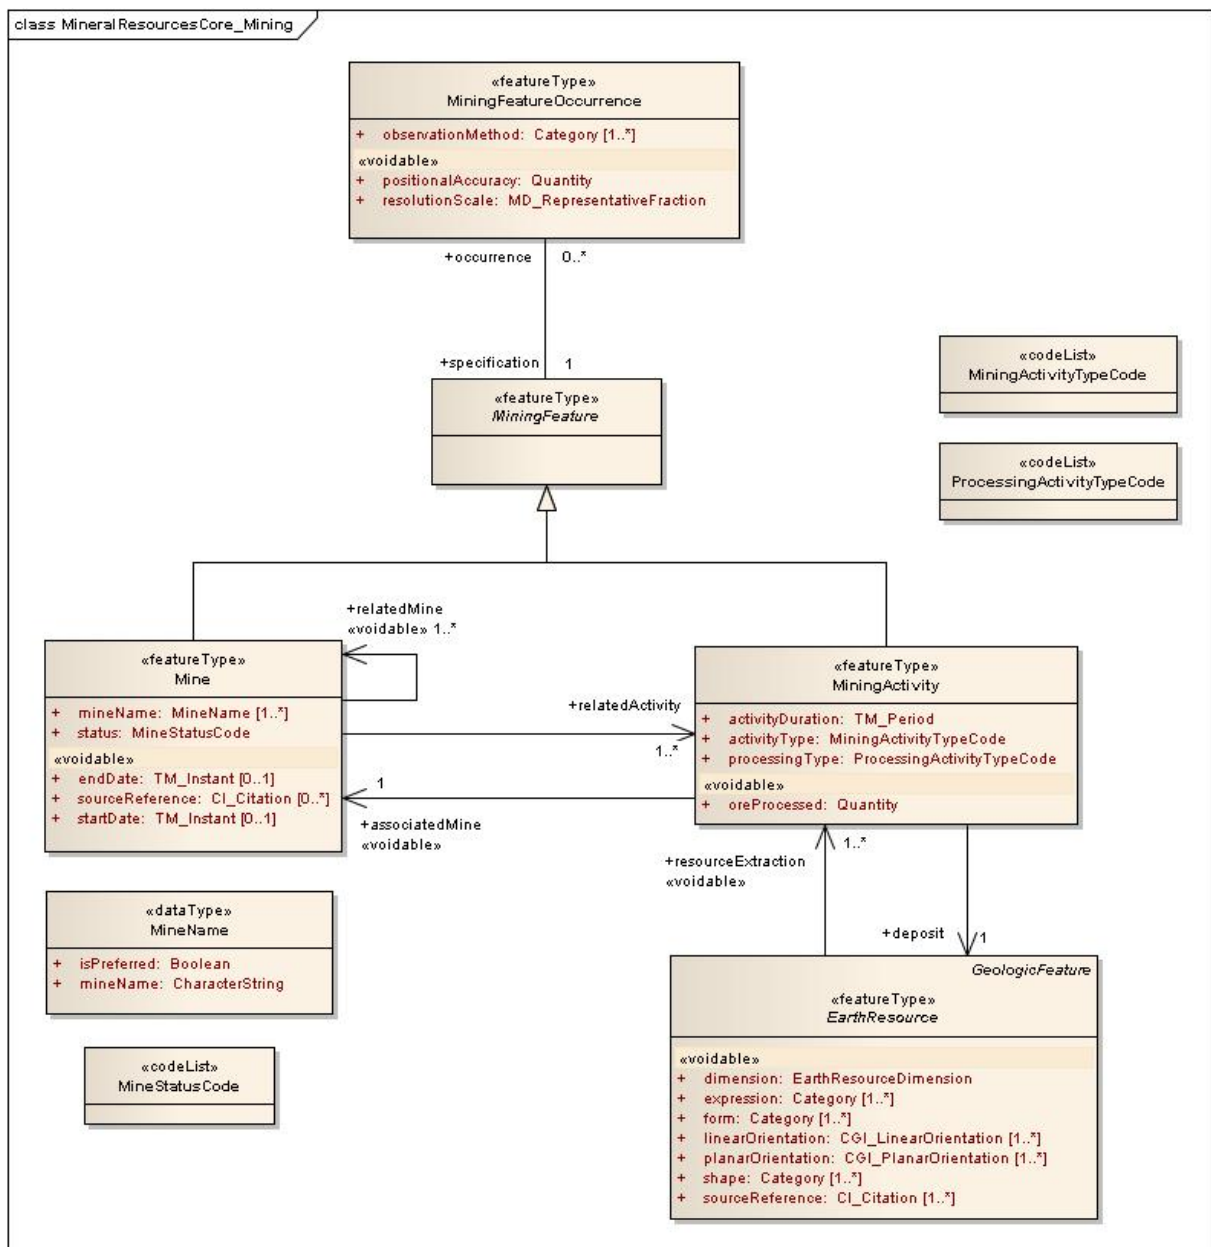 class MineralResourcesCore_Mining
«featureType»
MiningFeatureOccurrence
+ observationMethod: Category [1..*]
«voidable»
+ positionalAccuracy: Quantity
+ resolutionScale: MD_RepresentativeFraction
+occurrence 0..*
+specification 1
«featureType»
MiningFeature
«codeList»
MiningActivityTypeCode
«codeList»
ProcessingActivityTypeCode
+relatedMine
«voidable» 1..*
«featureType»
Mine
+ mineName: MineName [1..*]
+ status: MineStatusCode
«voidable»
+ endDate: TM_Instant [0..1]
+ sourceReference: CI_Citation [0..*]
+ startDate: TM_Instant [0..1]
+relatedActivity
1..*
1
+associatedMine
«voidable»
«featureType»
MiningActivity
+ activityDuration: TM_Period
+ activityType: MiningActivityTypeCode
+ processingType: ProcessingActivityTypeCode
«voidable»
+ oreProcessed: Quantity
1..*
+resourceExtraction
«voidable»
+deposit 1
«dataType»
MineName
+ isPreferred: Boolean
+ mineName: CharacterString
«codeList»
MineStatusCode
GeologicFeature
«featureType»
EarthResource
«voidable»
+ dimension: EarthResourceDimension
+ expression: Category [1..*]
+ form: Category [1..*]
+ linearOrientation: CGI_LinearOrientation [1..*]
+ planarOrientation: CGI_PlanarOrientation [1..*]
+ shape: Category [1..*]
+ sourceReference: CI_Citation [1..*]